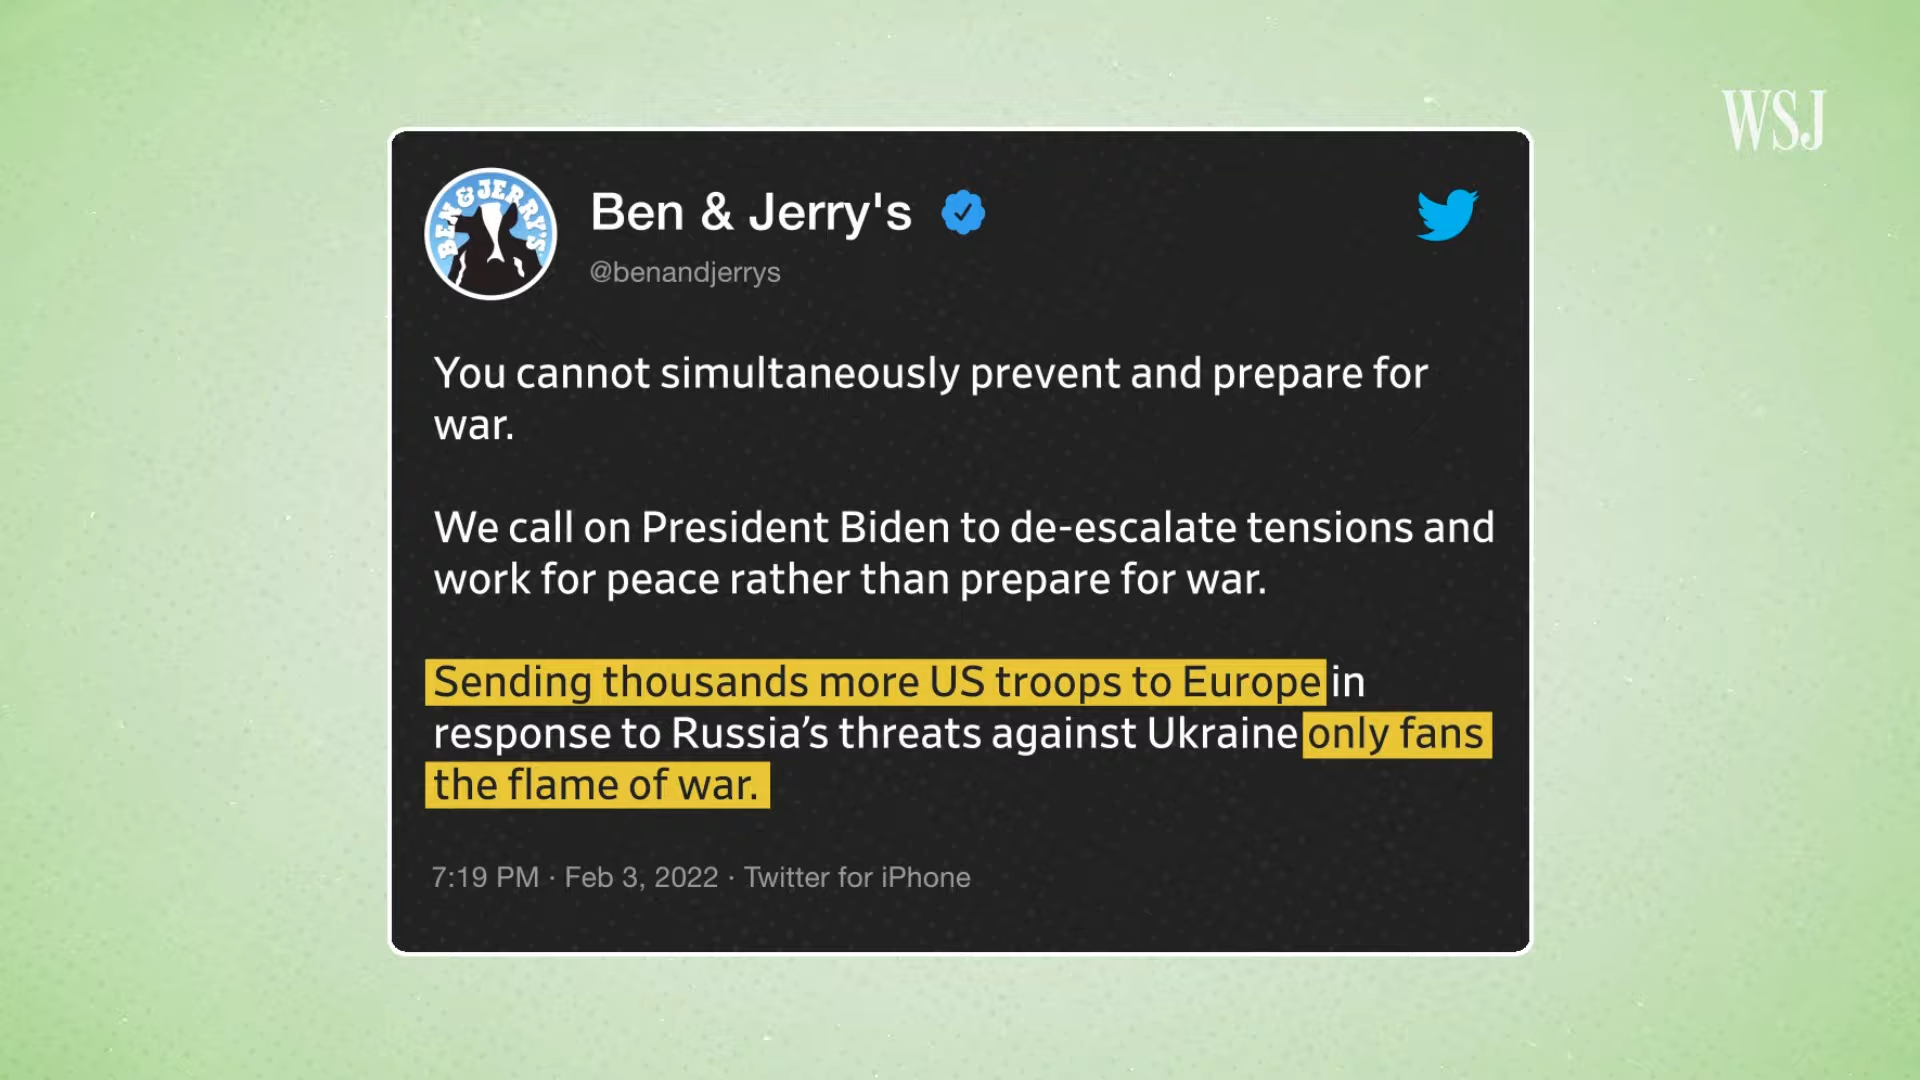 WSJ
BEN & JERRY'S
Ben & Jerry's
@benandjerrys
You cannot simultaneously prevent and prepare for
war.
We call on President Biden to de-escalate tensions and
work for peace rather than prepare for war.
Sending thousands more US troops to Europe in
response to Russia’s threats against Ukraine only fans
the flame of war.
7:19 PM · Feb 3, 2022 · Twitter for iPhone